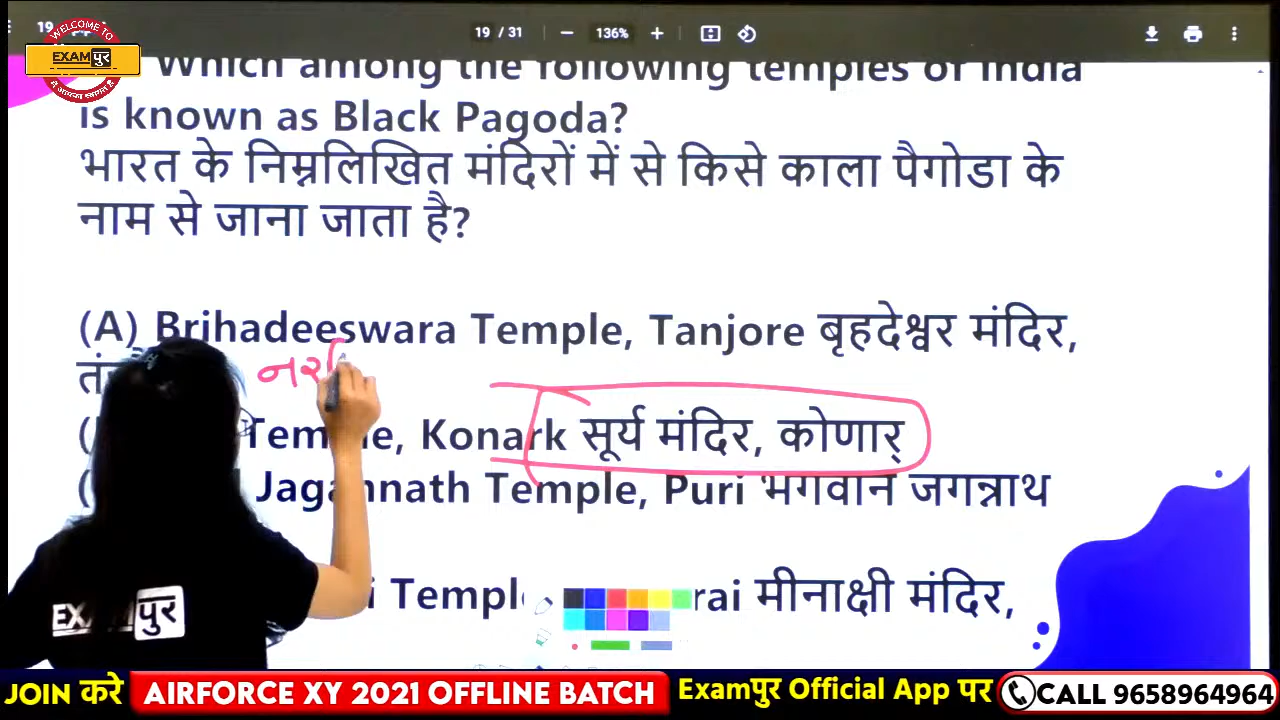 19
19 / 31
136%
WELCOME TO
EXAMपुर
Which among the following temples of India
is known as Black Pagoda?
भारत के निम्नलिखित मंदिरों में से किसे काला पैगोडा के
नाम से जाना जाता है?
(A) Brihadeeswara Temple, Tanjore बृहदेश्वर मंदिर,
Temple, Konark सूर्य मंदिर, कोणार्
Jagannath Temple, Puri भगवान जगन्नाथ
Temple मीनाक्षी मंदिर,
EXAMपुर
JOIN करे AIRFORCE XY 2021 OFFLINE BATCH Examपुर Official App पर CALL 9658964964